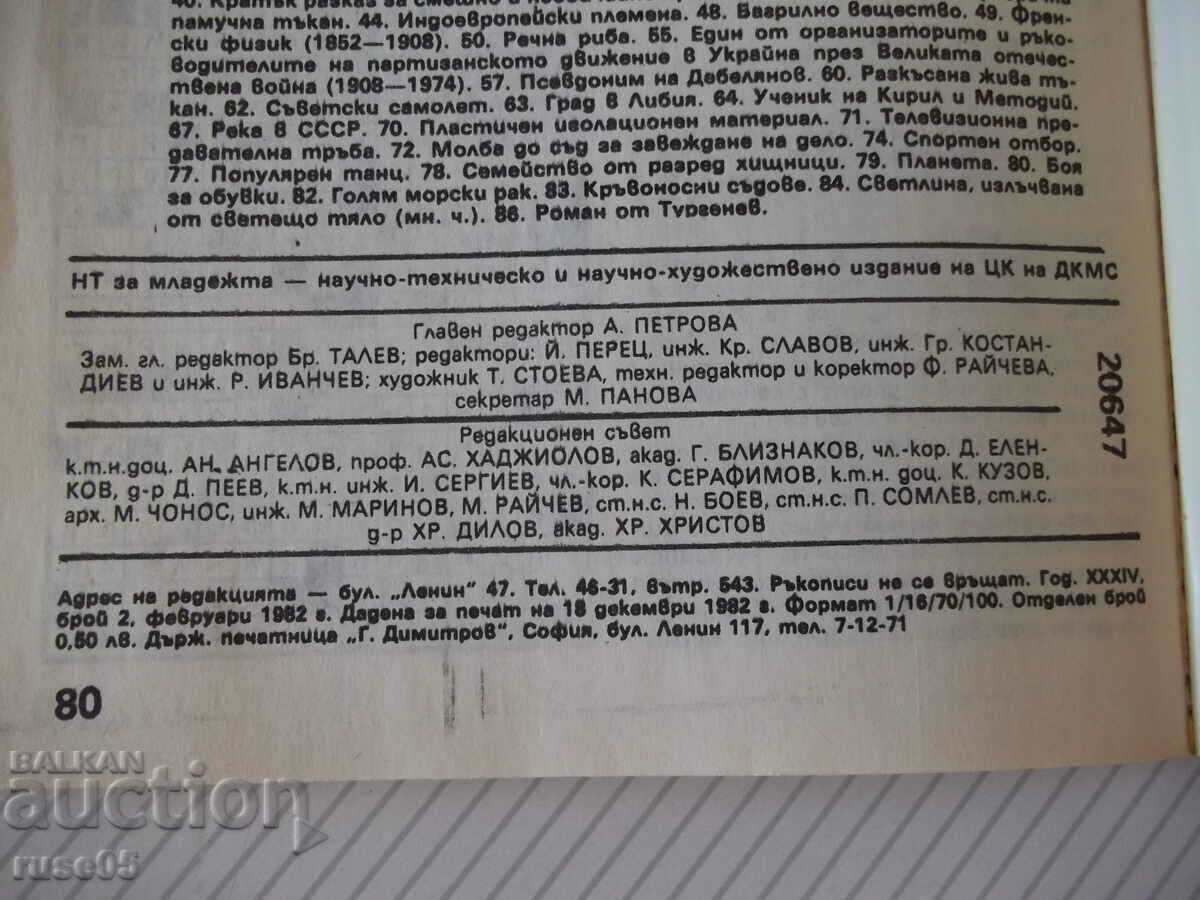 памучна тъкан. 44. Индоевропейски племена. 48. Багрилно вещество. 49. Френ-
ски физик (1852—1908). 50. Речна риба. 55. Един от организаторите и ръко-
водителите на партизанското движение в Украйна през Великата отечес-
твена война (1908—1974). 57. Псевдоним на Дебелянов. 60. Разкъсана жива тъ-
кан. 62. Съветски самолет. 63. Град в Либия. 64. Ученик на Кирил и Методий.
67. Река в СССР. 70. Пластичен изолационен материал. 71. Телевизионна пре-
давателна тръба. 72. Молба до съд за завеждане на дело. 74. Спортен отбор.
77. Популярен танц. 78. Семейство от разред хищници. 79. Планета. 80. Боя
за обувки. 82. Голям морски рак. 83. Кръвоносни съдове. 84. Светлина, излъчвана
от светещо тяло (мн. ч.). 86. Роман от Тургенев.
НТ за младежта — научно-техническо и научно-художествено издание на ЦК на ДКМС
Главен редактор А. ПЕТРОВА
Зам. гл. редактор Бр. ТАЛЕВ; редактори: Й. ПЕРЕЦ, инж. Кр. СЛАВОВ, инж. Гр. КОСТАН-
ДИЕВ и инж. Р. ИВАНЧЕВ; художник Т. СТОЕВА, техн. редактор и коректор Ф. РАЙЧЕВА,
секретар М. ПАНОВА
20647
Редакционен съвет
к.т.н.доц. АН. АНГЕЛОВ, проф. АС. ХАДЖИОЛОВ, акад. Г. БЛИЗНАКОВ, чл.-кор. Д. ЕЛЕН-
КОВ, д-р Д. ПЕЕВ, к.т.н. инж. И. СЕРГИЕВ, чл.-кор. К. СЕРАФИМОВ, к.т.н. доц. К. КУЗОВ,
арх. М. ЧОНОС, инж. М. МАРИНОВ, М. РАЙЧЕВ, ст.н.с. Н. БОЕВ, ст.н.с. П. СОМЛЕВ, ст.н.с.
д-р ХР. ДИЛОВ, акад. ХР. ХРИСТОВ
Адрес на редакцията — бул. „Ленин" 47. Тел. 46-31, вътр. 543. Ръкописи не се връщат. Год. XXXIV,
брой 2, февруари 1982 г. Дадена за печат на 18 декември 1982 г. Формат 1/16/70/100. Отделен брой
0,50 лв. Държ. печатница „Г. Димитров", София, бул. Ленин 117, тел. 7-12-71
80
BALKAN
auction
ruse05